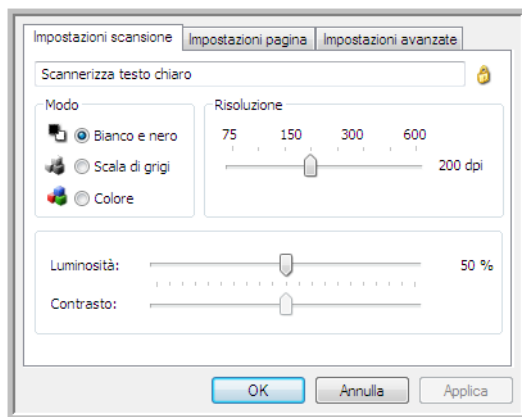 Impostazioni scansione Impostazioni pagina Impostazioni avanzate
Scannerizza testo chiaro
Modo Risoluzione
Bianco e nero 75 150 300 600
Scala di grigi 200 dpi
Colore
Luminosità: 50 %
Contrasto:
OK Annulla Applica